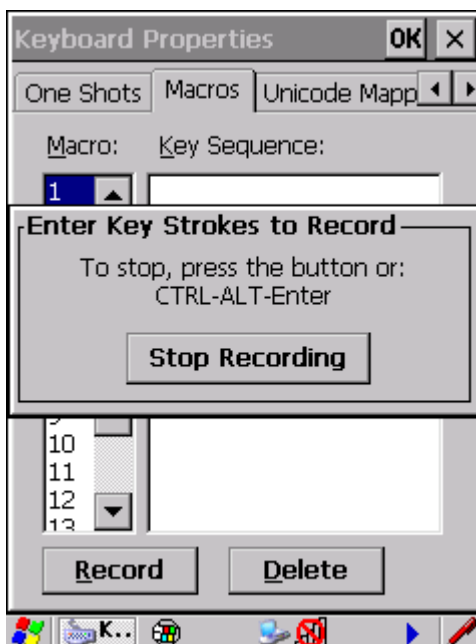 Keyboard Properties OK ×
One Shots Macros Unicode Mapp
Macro: Key Sequence:
1
Enter Key Strokes to Record
To stop, press the button or:
CTRL-ALT-Enter
Stop Recording
10
11
12
13
Record Delete
K..